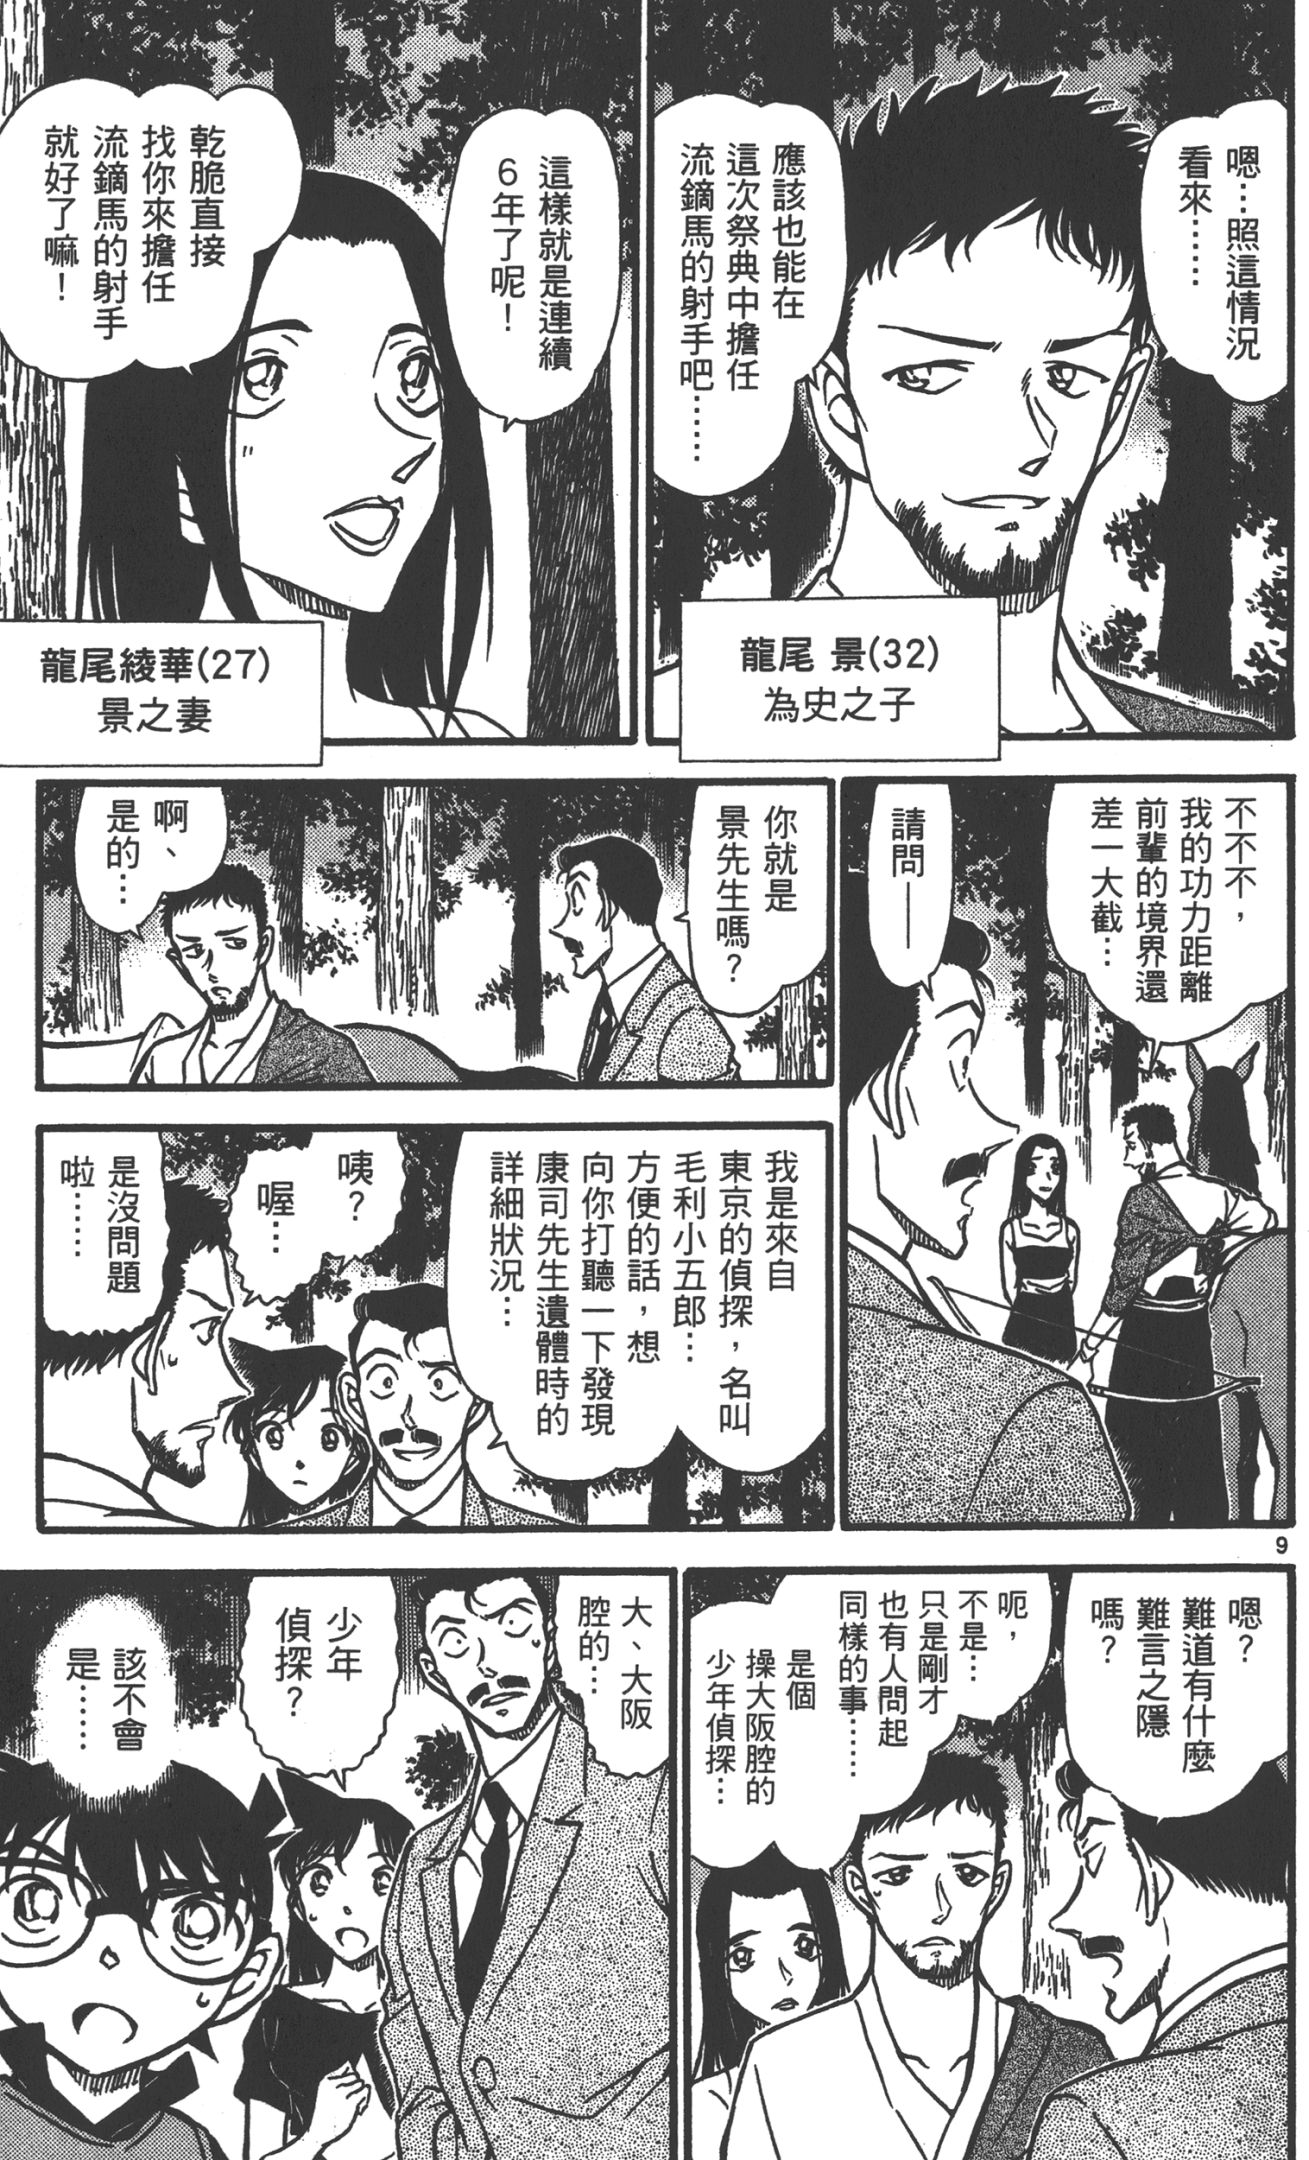 嗯…照這情況
看來……
應該也能在
這次祭典中擔任
流鏑馬的射手吧……
龍尾 景(32)
為史之子
這樣就是連續
6年了呢！
乾脆直接
找你來擔任
流鏑馬的射手
就好了嘛！
龍尾綾華(27)
景之妻
不不不，
我的功力距離
前輩的境界還
差一大截…
請問——
你就是
景先生嗎？
啊、
是的…
我是來自
東京的偵探，名叫
毛利小五郎…
方便的話，想
向你打聽一下發現
康司先生遺體時的
詳細狀況…
咦？
喔…
是沒問題
啦……
9
嗯？
難道有什麼
難言之隱
嗎？
呃，
不是…
只是剛才
也有人問起
同樣的事……
是個
操大阪腔的
少年偵探…
大、大阪
腔的…
少年
偵探？
該不會
是……